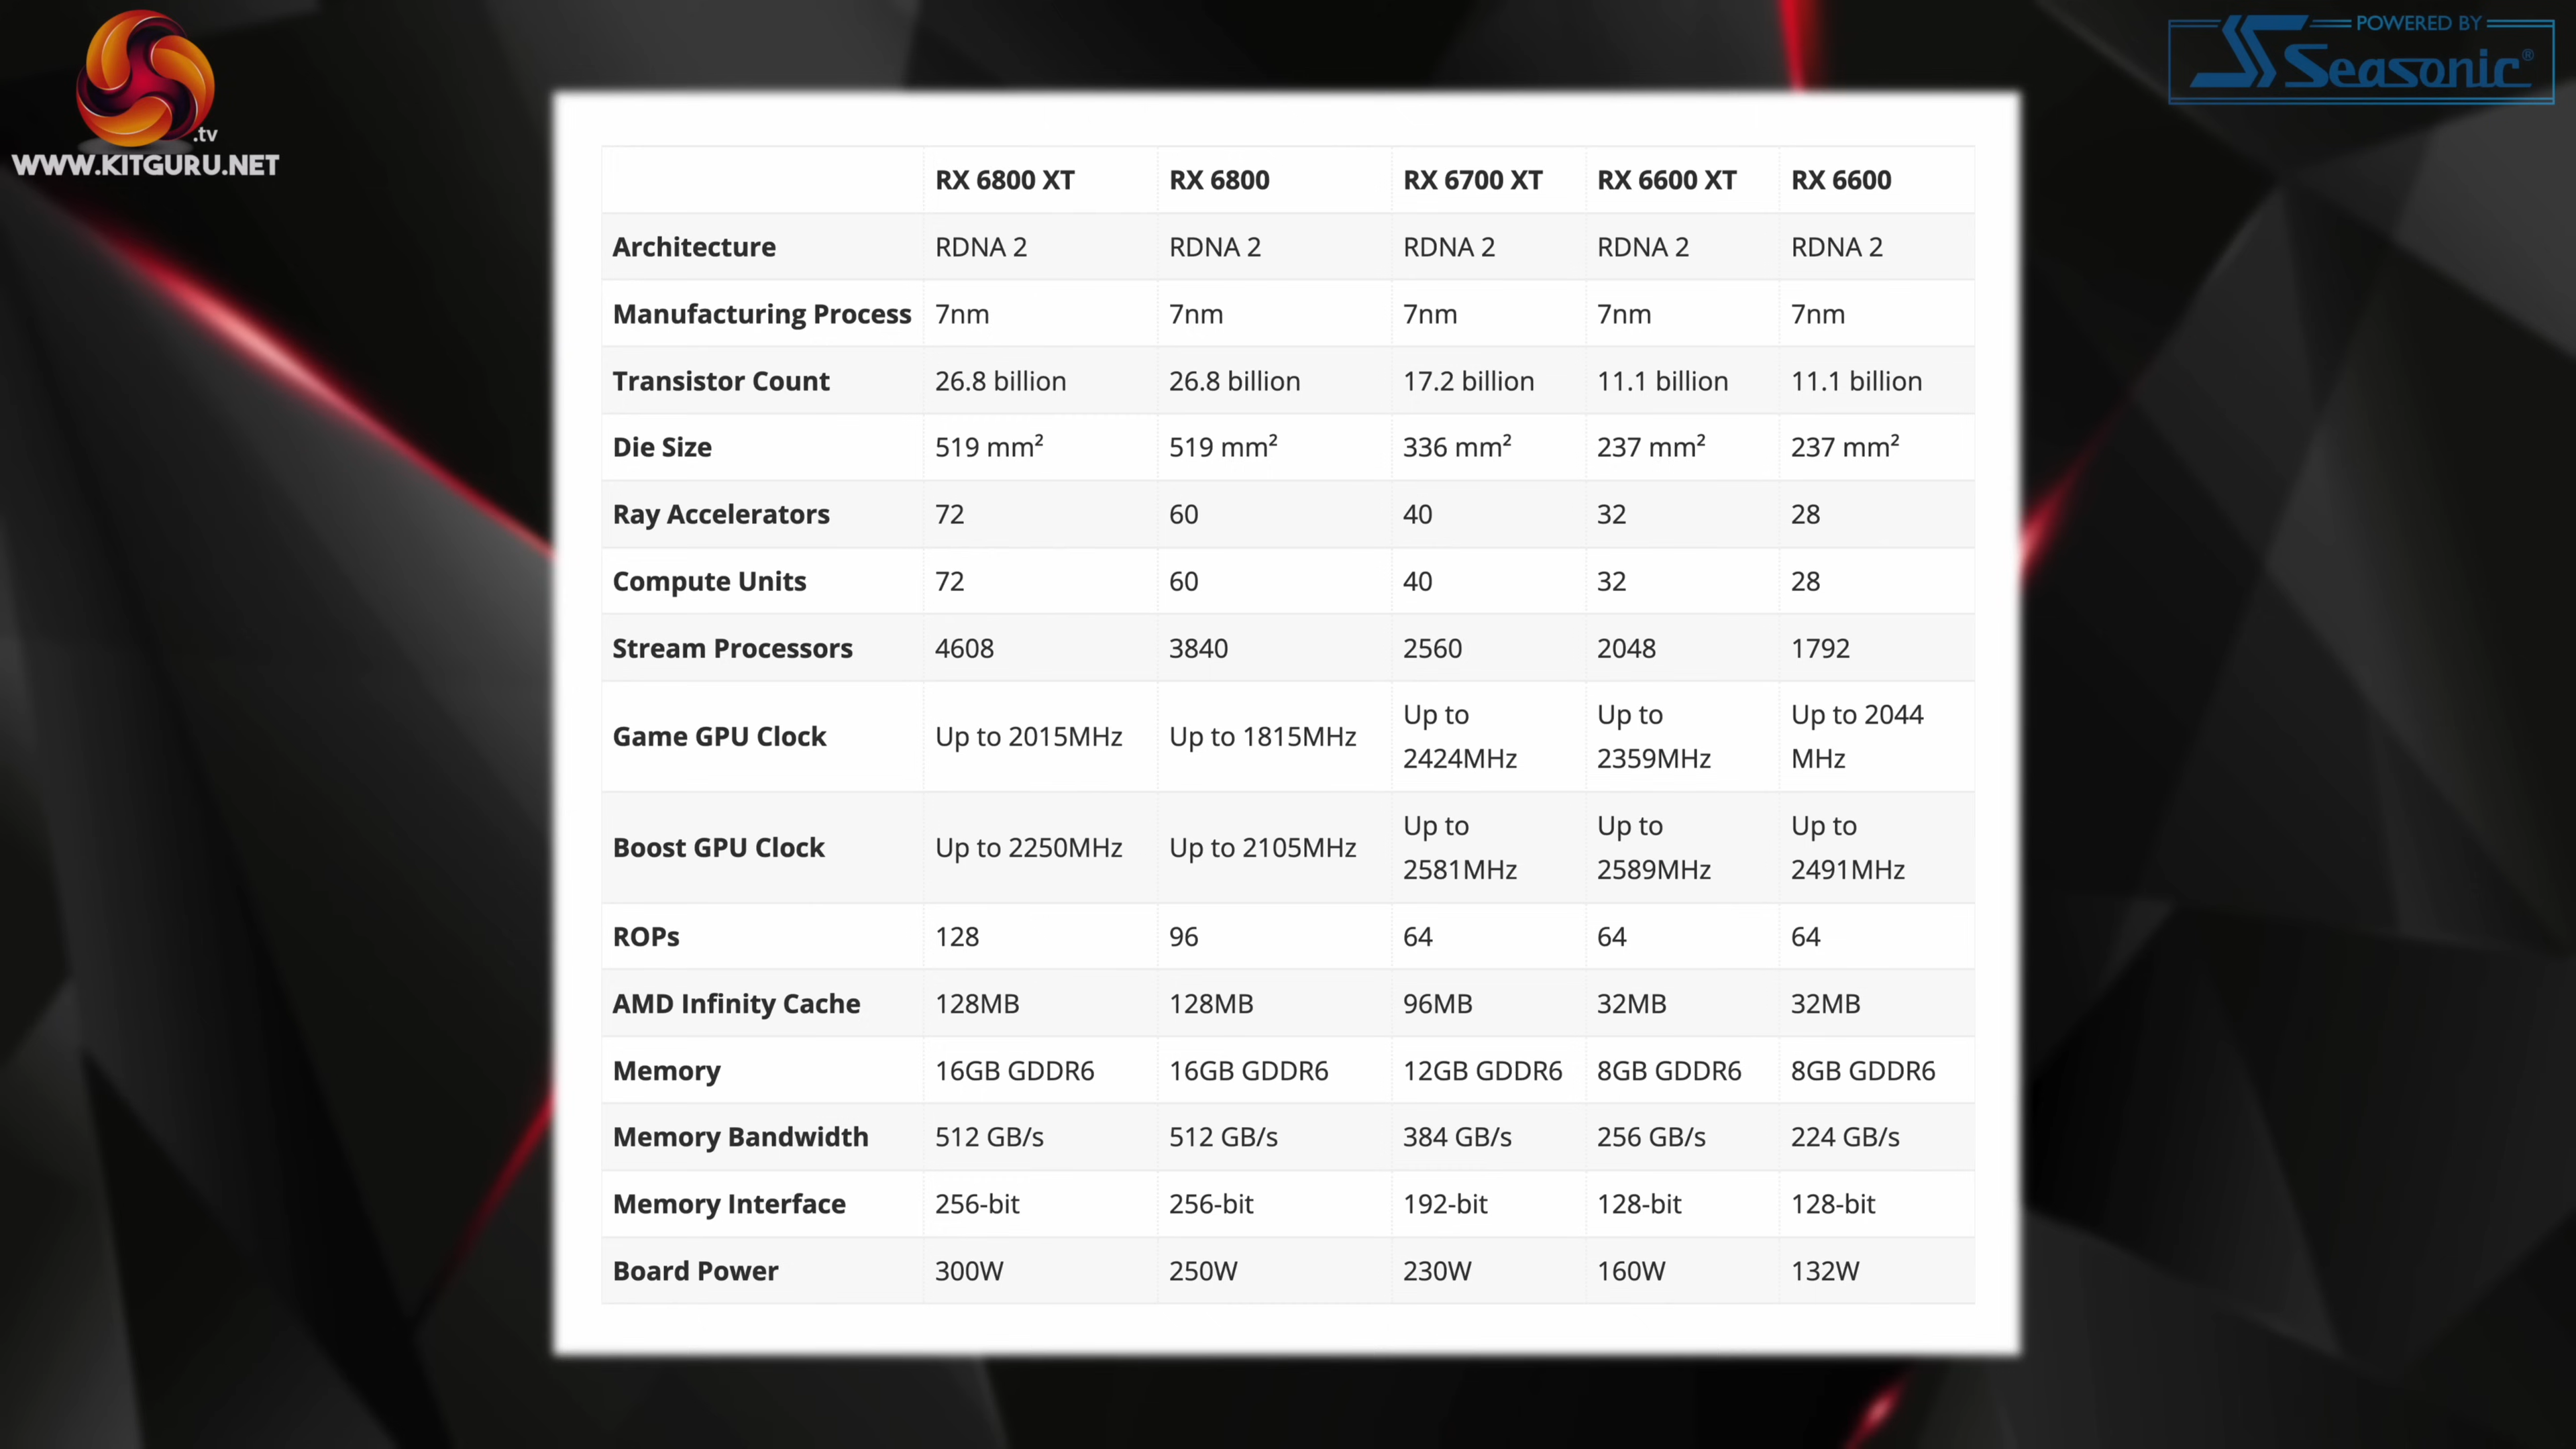 .tv
WWW.KITGURU.NET
POWERED BY
Seasonic®
RX 6800 XT RX 6800 RX 6700 XT RX 6600 XT RX 6600
Architecture RDNA 2 RDNA 2 RDNA 2 RDNA 2 RDNA 2
Manufacturing Process 7nm 7nm 7nm 7nm 7nm
Transistor Count 26.8 billion 26.8 billion 17.2 billion 11.1 billion 11.1 billion
Die Size 519 mm² 519 mm² 336 mm² 237 mm² 237 mm²
Ray Accelerators 72 60 40 32 28
Compute Units 72 60 40 32 28
Stream Processors 4608 3840 2560 2048 1792
Game GPU Clock Up to 2015MHz Up to 1815MHz Up to 2424MHz Up to 2359MHz Up to 2044 MHz
Boost GPU Clock Up to 2250MHz Up to 2105MHz Up to 2581MHz Up to 2589MHz Up to 2491MHz
ROPs 128 96 64 64 64
AMD Infinity Cache 128MB 128MB 96MB 32MB 32MB
Memory 16GB GDDR6 16GB GDDR6 12GB GDDR6 8GB GDDR6 8GB GDDR6
Memory Bandwidth 512 GB/s 512 GB/s 384 GB/s 256 GB/s 224 GB/s
Memory Interface 256-bit 256-bit 192-bit 128-bit 128-bit
Board Power 300W 250W 230W 160W 132W